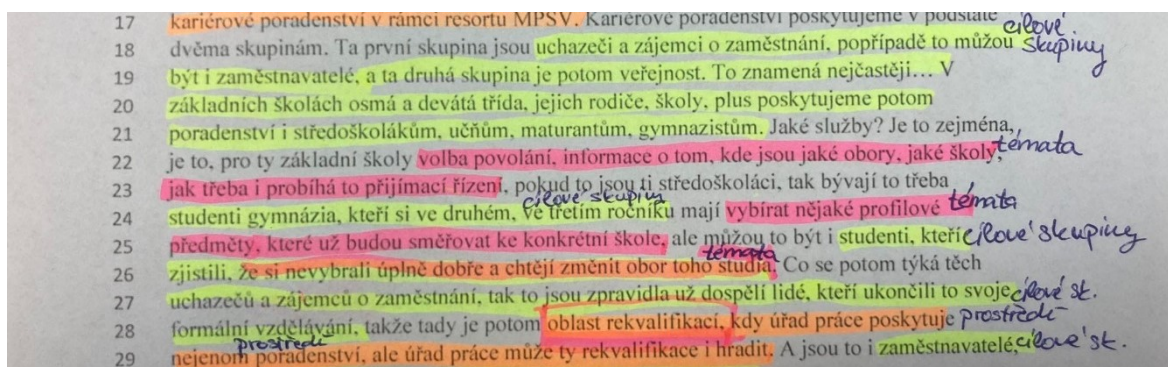 17 kariérové poradenství v rámci resortu MPSV. Kariérové poradenství poskytujeme v podstatě
cílové
18 dvěma skupinám. Ta první skupina jsou uchazeči a zájemci o zaměstnání, popřípadě to můžou
skupiny
19 být i zaměstnavatelé, a ta druhá skupina je potom veřejnost. To znamená nejčastěji… V
20 základních školách osmá a devátá třída, jejich rodiče, školy, plus poskytujeme potom
21 poradenství i středoškolákům, učňům, maturantům, gymnazistům. Jaké služby? Je to zejména,
22 je to, pro ty základní školy volba povolání, informace o tom, kde jsou jaké obory, jaké školy,
témata
23 jak třeba i probíhá to přijímací řízení, pokud to jsou ti středoškoláci, tak bývají to třeba
cílové skupiny
24 studenti gymnázia, kteří si ve druhém, ve třetím ročníku mají vybírat nějaké profilové
témata
25 předměty, které už budou směřovat ke konkrétní škole, ale můžou to být i studenti, kteří
cílové skupiny
témata
26 zjistili, že si nevybrali úplně dobře a chtějí změnit obor toho studia. Co se potom týká těch
27 uchazečů a zájemců o zaměstnání, tak to jsou zpravidla už dospělí lidé, kteří ukončili to svoje
cílové sk.
28 formální vzdělávání, takže tady je potom oblast rekvalifikací, kdy úřad práce poskytuje
prostředí
prostředí
29 nejenom poradenství, ale úřad práce může ty rekvalifikace i hradit. A jsou to i zaměstnavatelé,
cílové sk.